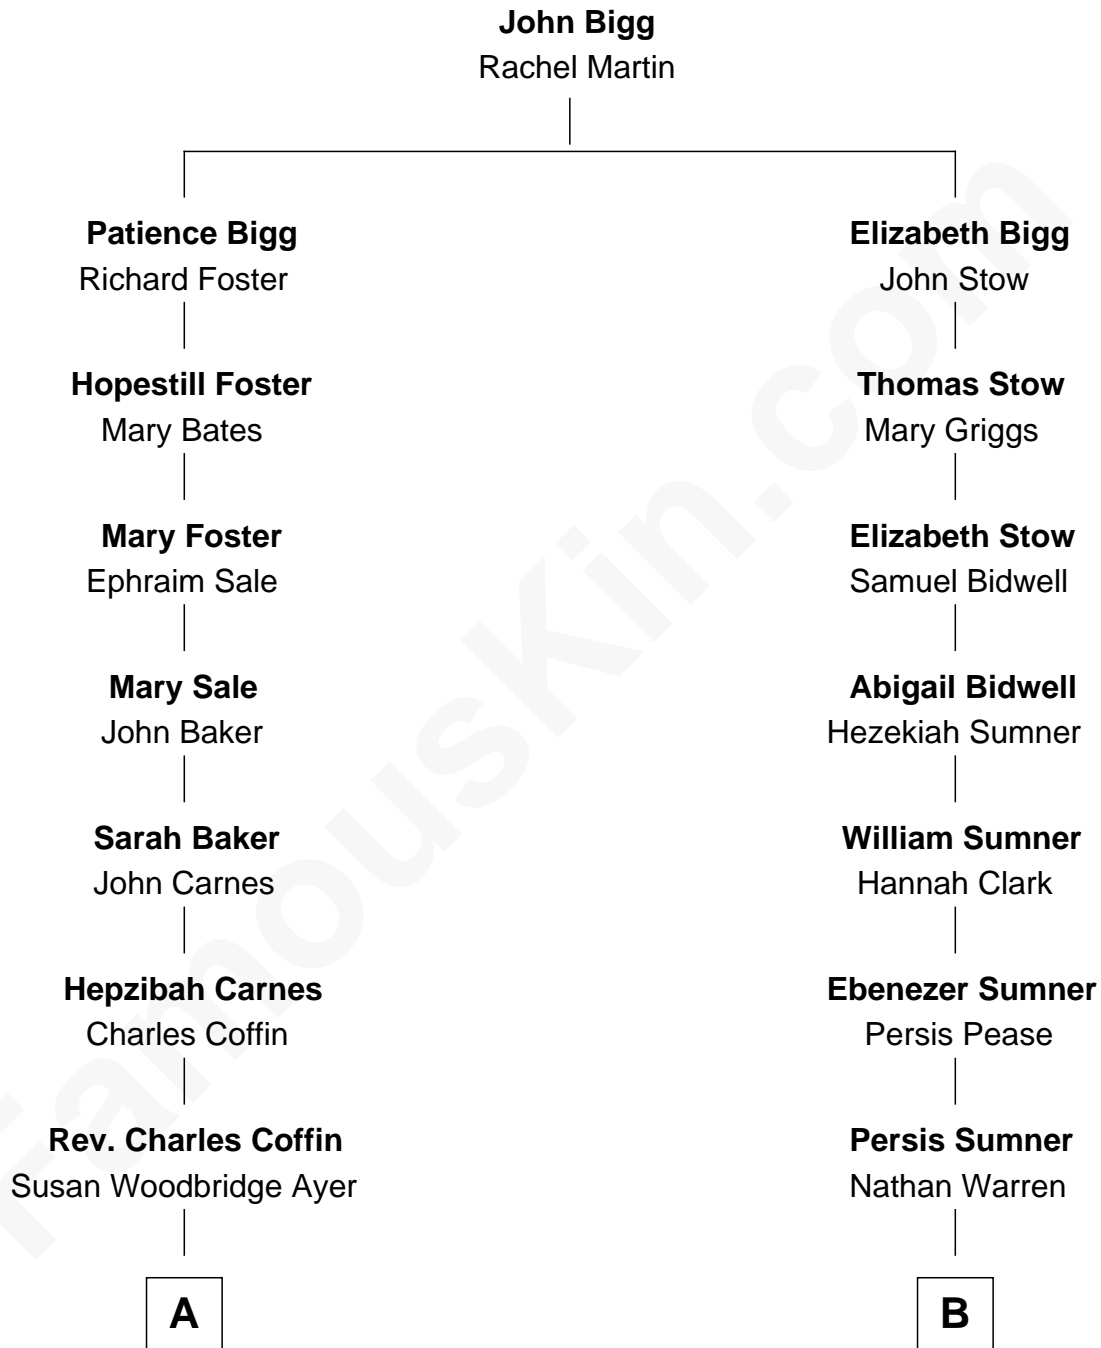 John Bigg
Rachel Martin
Patience Bigg
Richard Foster
Elizabeth Bigg
John Stow
Hopestill Foster
Mary Bates
Thomas Stow
Mary Griggs
Mary Foster
Ephraim Sale
Elizabeth Stow
Samuel Bidwell
Mary Sale
John Baker
Abigail Bidwell
Hezekiah Sumner
Sarah Baker
John Carnes
William Sumner
Hannah Clark
Hepzibah Carnes
Charles Coffin
Ebenezer Sumner
Persis Pease
Rev. Charles Coffin
Susan Woodbridge Ayer
Persis Sumner
Nathan Warren
A
B
FamousKin.com